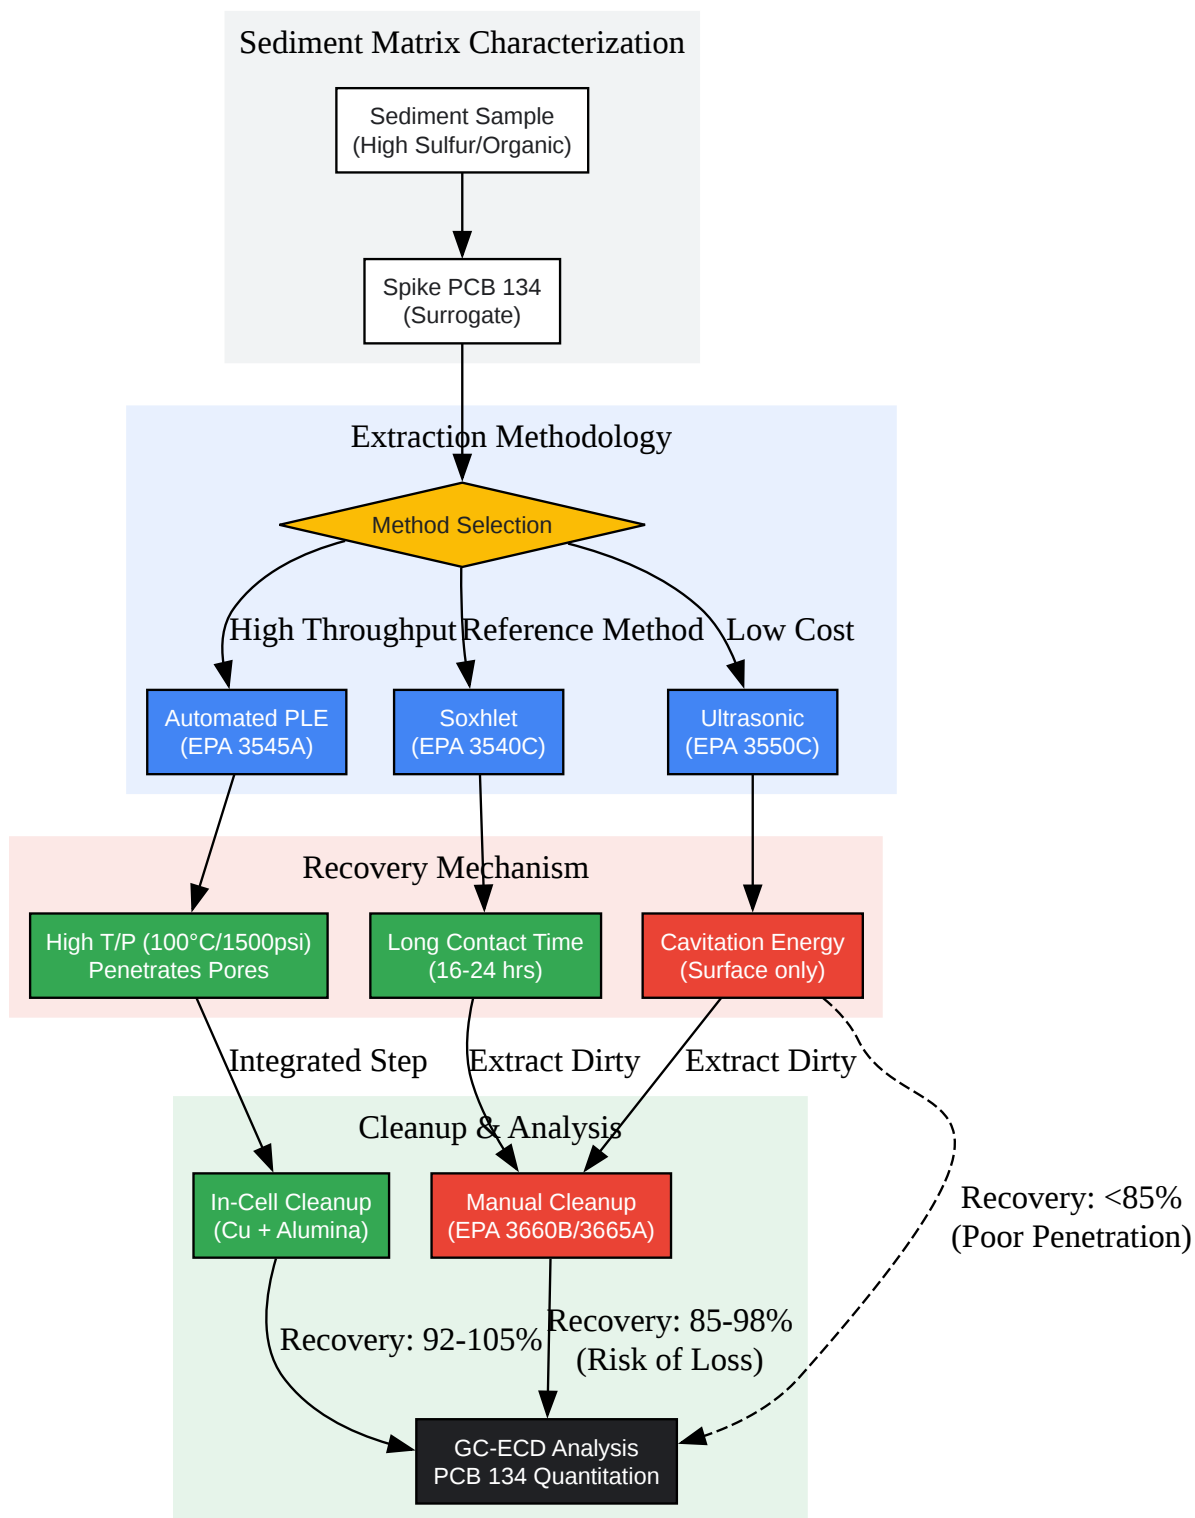 Sediment Matrix Characterization
Sediment Sample
(High Sulfur/Organic)
Spike PCB 134
(Surrogate)
Extraction Methodology
Method Selection
High Throughput
Reference Method
Low Cost
Automated PLE
(EPA 3545A)
Soxhlet
(EPA 3540C)
Ultrasonic
(EPA 3550C)
Recovery Mechanism
High T/P (100°C/1500psi)
Penetrates Pores
Long Contact Time
(16-24 hrs)
Cavitation Energy
(Surface only)
Integrated Step
Extract Dirty
Extract Dirty
Cleanup & Analysis
In-Cell Cleanup
(Cu + Alumina)
Manual Cleanup
(EPA 3660B/3665A)
Recovery: <85%
(Poor Penetration)
Recovery: 92-105%
Recovery: 85-98%
(Risk of Loss)
GC-ECD Analysis
PCB 134 Quantitation